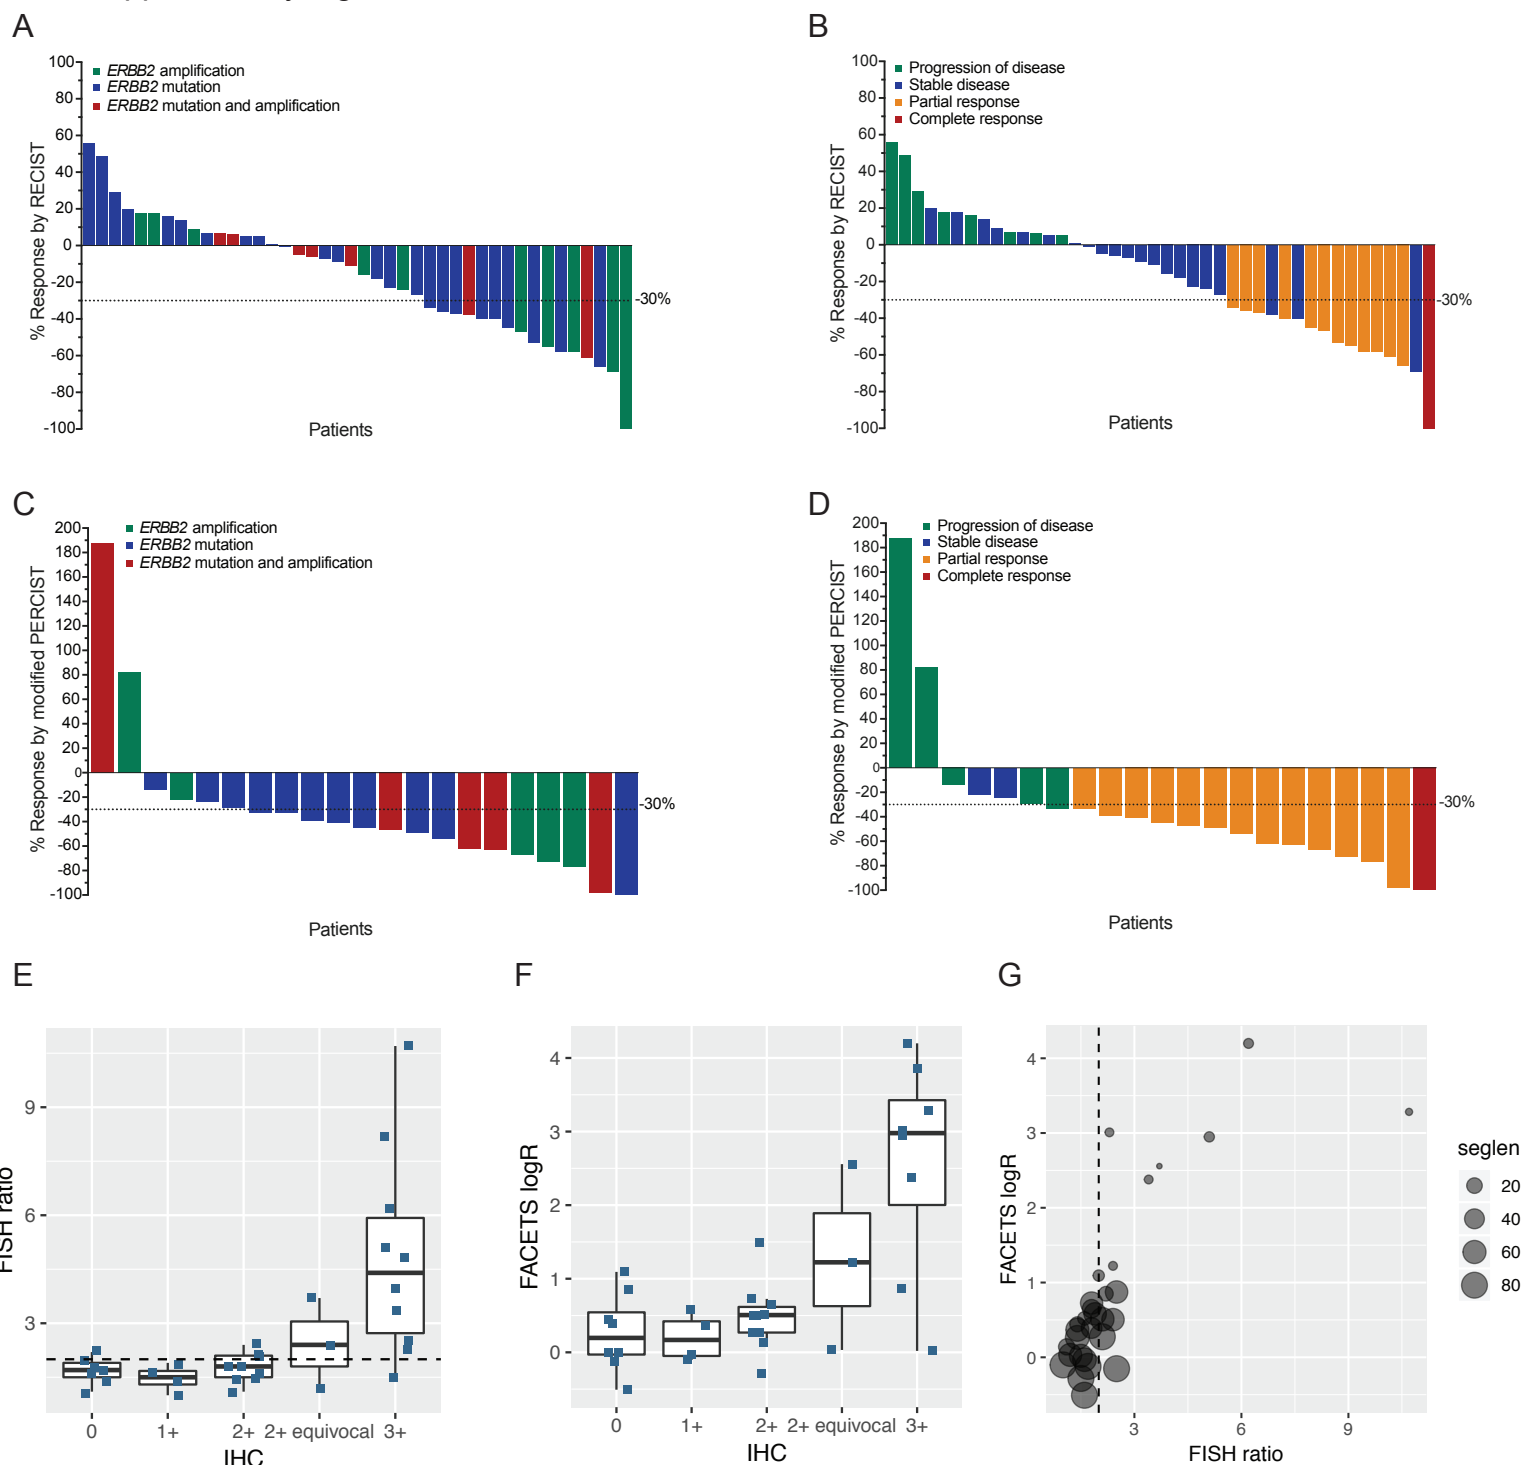 A
100
80
60
40
20
0
-20
-40
-60
-80
-100
% Response by RECIST
ERBB2 amplification
ERBB2 mutation
ERBB2 mutation and amplification
-30%
Patients
B
100
80
60
40
20
0
-20
-40
-60
-80
-100
% Response by RECIST
Progression of disease
Stable disease
Partial response
Complete response
-30%
Patients
C
200
180
160
140
120
100
80
60
40
20
0
-20
-40
-60
-80
-100
% Response by modified PERCIST
ERBB2 amplification
ERBB2 mutation
ERBB2 mutation and amplification
-30%
Patients
D
200
180
160
140
120
100
80
60
40
20
0
-20
-40
-60
-80
-100
% Response by modified PERCIST
Progression of disease
Stable disease
Partial response
Complete response
-30%
Patients
E
9
6
3
FISH ratio
0 1+ 2+ 2+ equivocal 3+
IHC
F
4
3
2
1
0
FACETS logR
0 1+ 2+ 2+ equivocal 3+
IHC
G
4
3
2
1
0
FACETS logR
3 6 9
FISH ratio
seglen
20
40
60
80